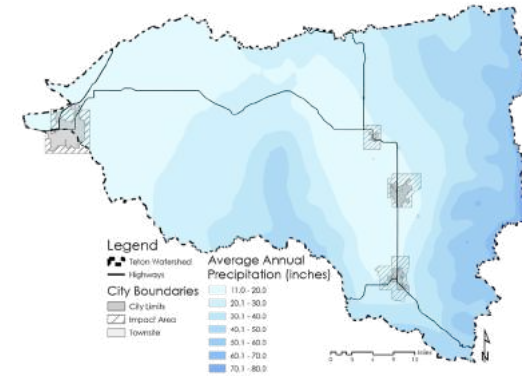 Legend
Teton Watershed
Highways
City Boundaries
City Limits
Impact Area
Townsite
Average Annual
Precipitation (inches)
11.0 - 20.0
20.1 - 30.0
30.1 - 40.0
40.1 - 50.0
50.1 - 60.0
60.1 - 70.0
70.1 - 80.0
Miles
N